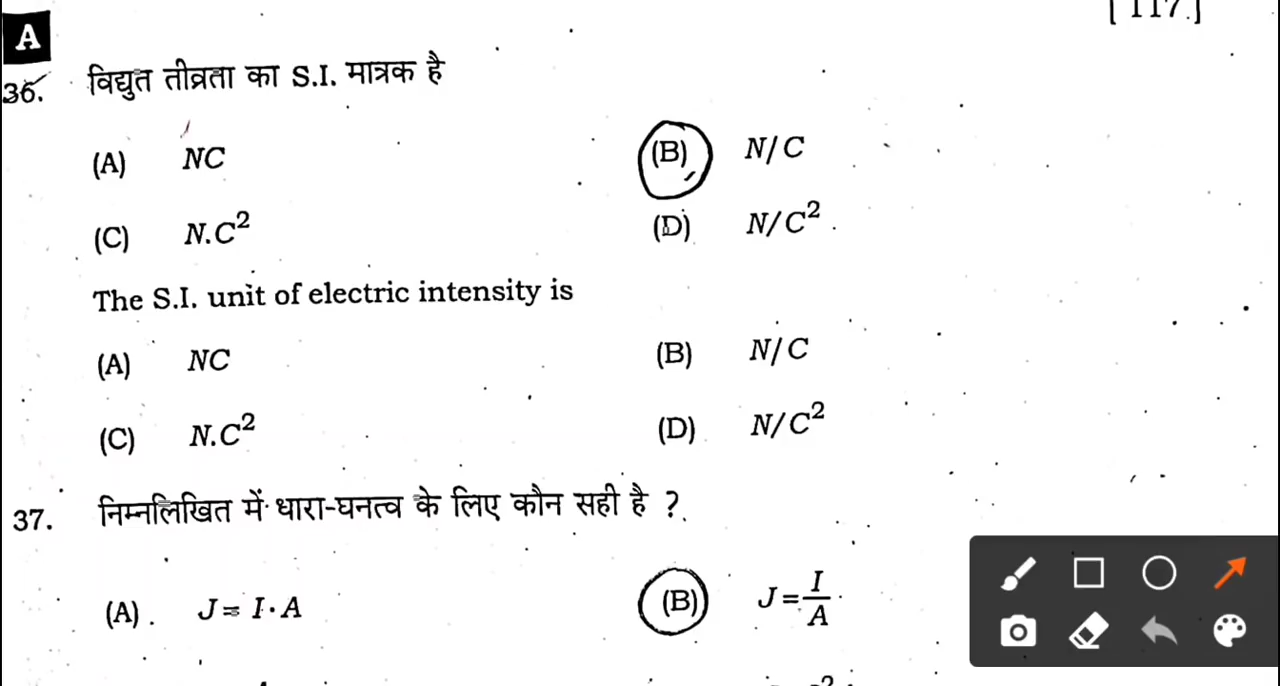 [ 117 ]
A
36. विद्युत तीव्रता का S.I. मात्रक है
(A) NC (B) N/C
(C) N.C² (D) N/C²
The S.I. unit of electric intensity is
(A) NC (B) N/C
(C) N.C² (D) N/C²
37. निम्नलिखित में धारा-घनत्व के लिए कौन सही है ?
(A) J = I·A (B) J = I/A